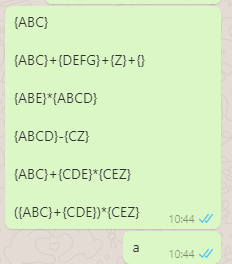 {ABC}
{ABC}+{DEFG}+{Z}+{}
{ABE}*{ABCD}
{ABCD}-{CZ}
{ABC}+{CDE}*{CEZ}
({ABC}+{CDE})*{CEZ}
10:44
a
10:44